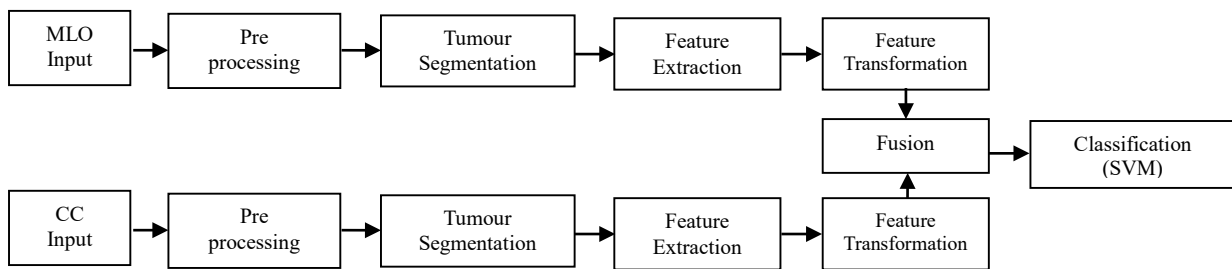 MLO
Input
Pre
processing
Tumour
Segmentation
Feature
Extraction
Feature
Transformation
Fusion
Classification
(SVM)
CC
Input
Pre
processing
Tumour
Segmentation
Feature
Extraction
Feature
Transformation